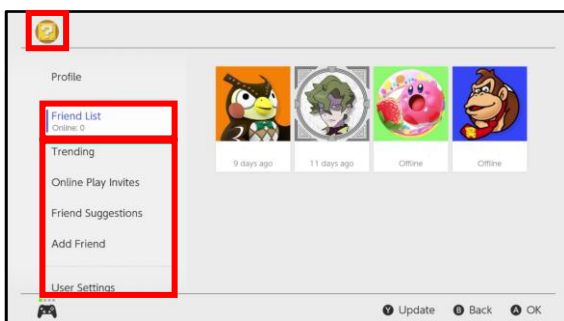 ?
Profile
Friend List
Online: 0
Trending
Online Play Invites
Friend Suggestions
Add Friend
User Settings
9 days ago
11 days ago
Offline
Offline
Y Update
B Back
A OK